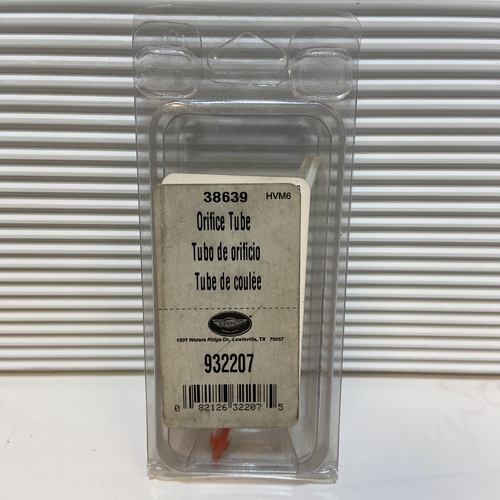 38639 HVM6
Orifice Tube
Tubo de orificio
Tube de coulée
1801 Waters Ridge Dr., Lewisville, TX 75057
932207
0 82126 32207 5